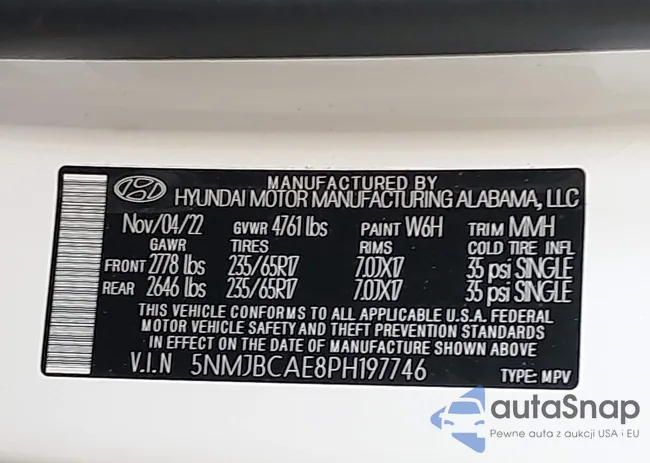 MANUFACTURED BY
HYUNDAI MOTOR MANUFACTURING ALABAMA, LLC
Nov/04/22 GVWR 4761 lbs PAINT W6H TRIM MMH
GAWR TIRES RIMS COLD TIRE INFL
FRONT 2778 lbs 235/65R17 7.0JX17 35 psi SINGLE
REAR 2646 lbs 235/65R17 7.0JX17 35 psi SINGLE
THIS VEHICLE CONFORMS TO ALL APPLICABLE U.S.A. FEDERAL
MOTOR VEHICLE SAFETY AND THEFT PREVENTION STANDARDS
IN EFFECT ON THE DATE OF MANUFACTURE SHOWN ABOVE.
V.I.N 5NMJBCAE8PH197746 TYPE: MPV
autaSnap
Pewne auta z aukcji USA i EU